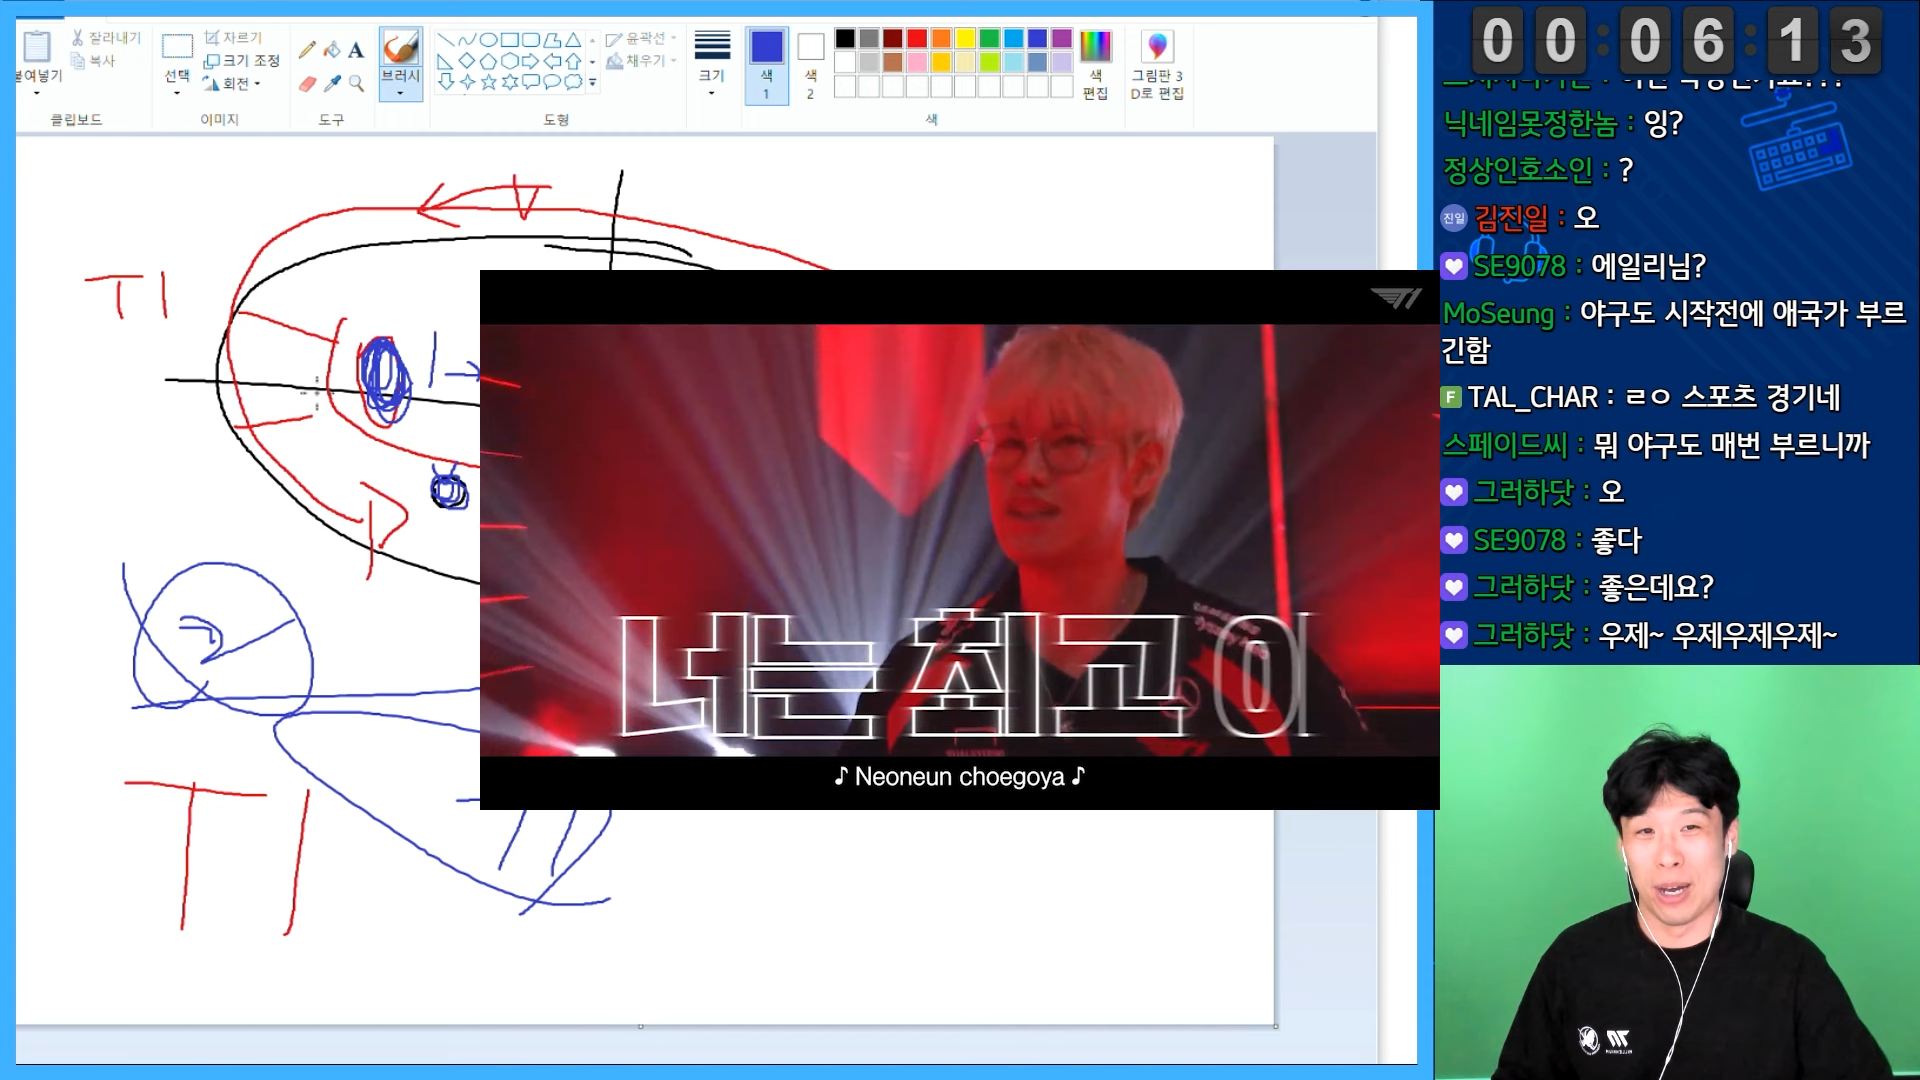 잘라내기
복사
붙여넣기
클립보드
선택
자르기
크기 조정
회전
이미지
A
도구
브러시
도형
윤곽선
채우기
크기
색
1
색
2
색
편집
그림판 3
D로 편집
색
00:06:13
닉네임못정한놈 : 잉?
정상인호소인 : ?
진일 김진일 : 오
SE9078 : 에일리님?
MoSeung : 야구도 시작전에 애국가 부르
긴함
F TAL_CHAR : ㄹㅇ 스포츠 경기네
스페이드씨 : 뭐 야구도 매번 부르니까
그러하닷 : 오
SE9078 : 좋다
그러하닷 : 좋은데요?
그러하닷 : 우제~ 우제우제우제~
T1
T1
너는 최고야
♪ Neoneun choegoya ♪
T1
2